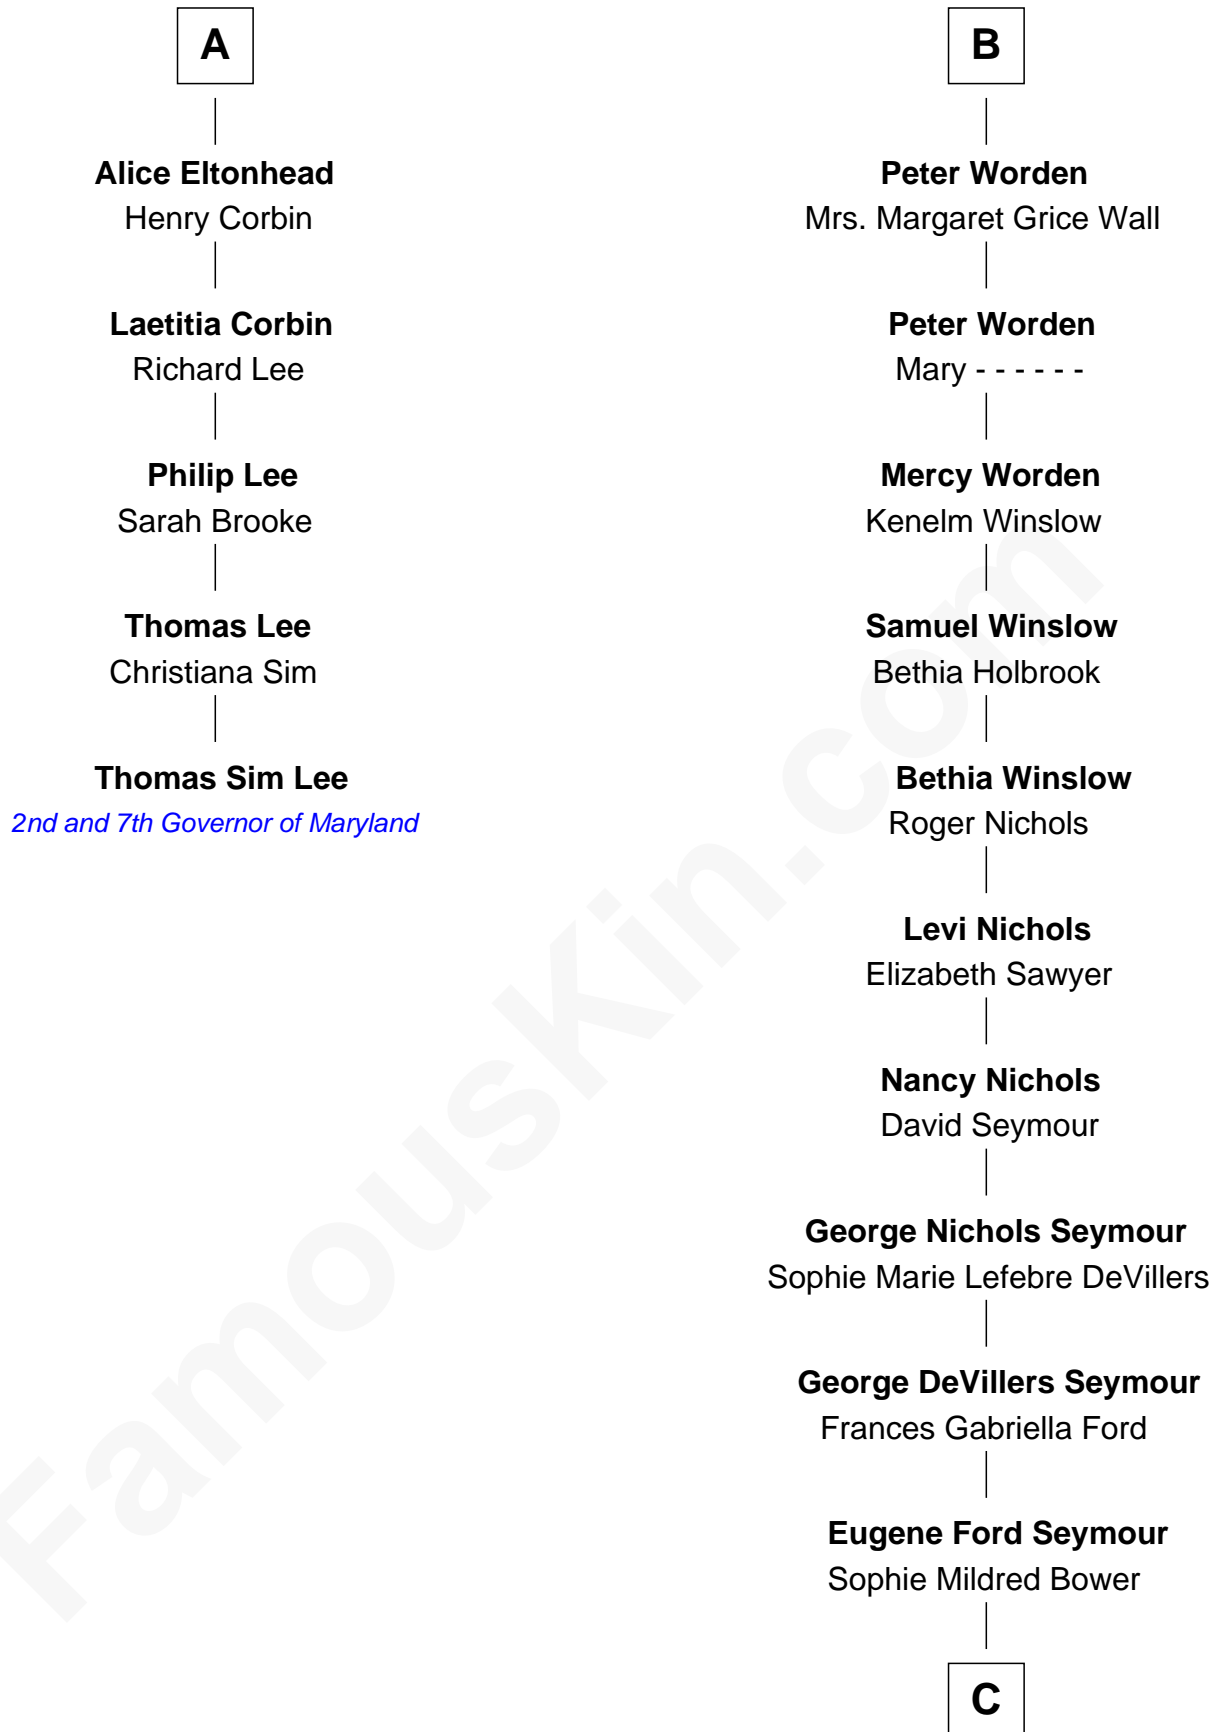 A
Alice Eltonhead
Henry Corbin
Laetitia Corbin
Richard Lee
Philip Lee
Sarah Brooke
Thomas Lee
Christiana Sim
Thomas Sim Lee
2nd and 7th Governor of Maryland
B
Peter Worden
Mrs. Margaret Grice Wall
Peter Worden
Mary - - - - - -
Mercy Worden
Kenelm Winslow
Samuel Winslow
Bethia Holbrook
Bethia Winslow
Roger Nichols
Levi Nichols
Elizabeth Sawyer
Nancy Nichols
David Seymour
George Nichols Seymour
Sophie Marie Lefebre DeVillers
George DeVillers Seymour
Frances Gabriella Ford
Eugene Ford Seymour
Sophie Mildred Bower
C
FamousKin.com